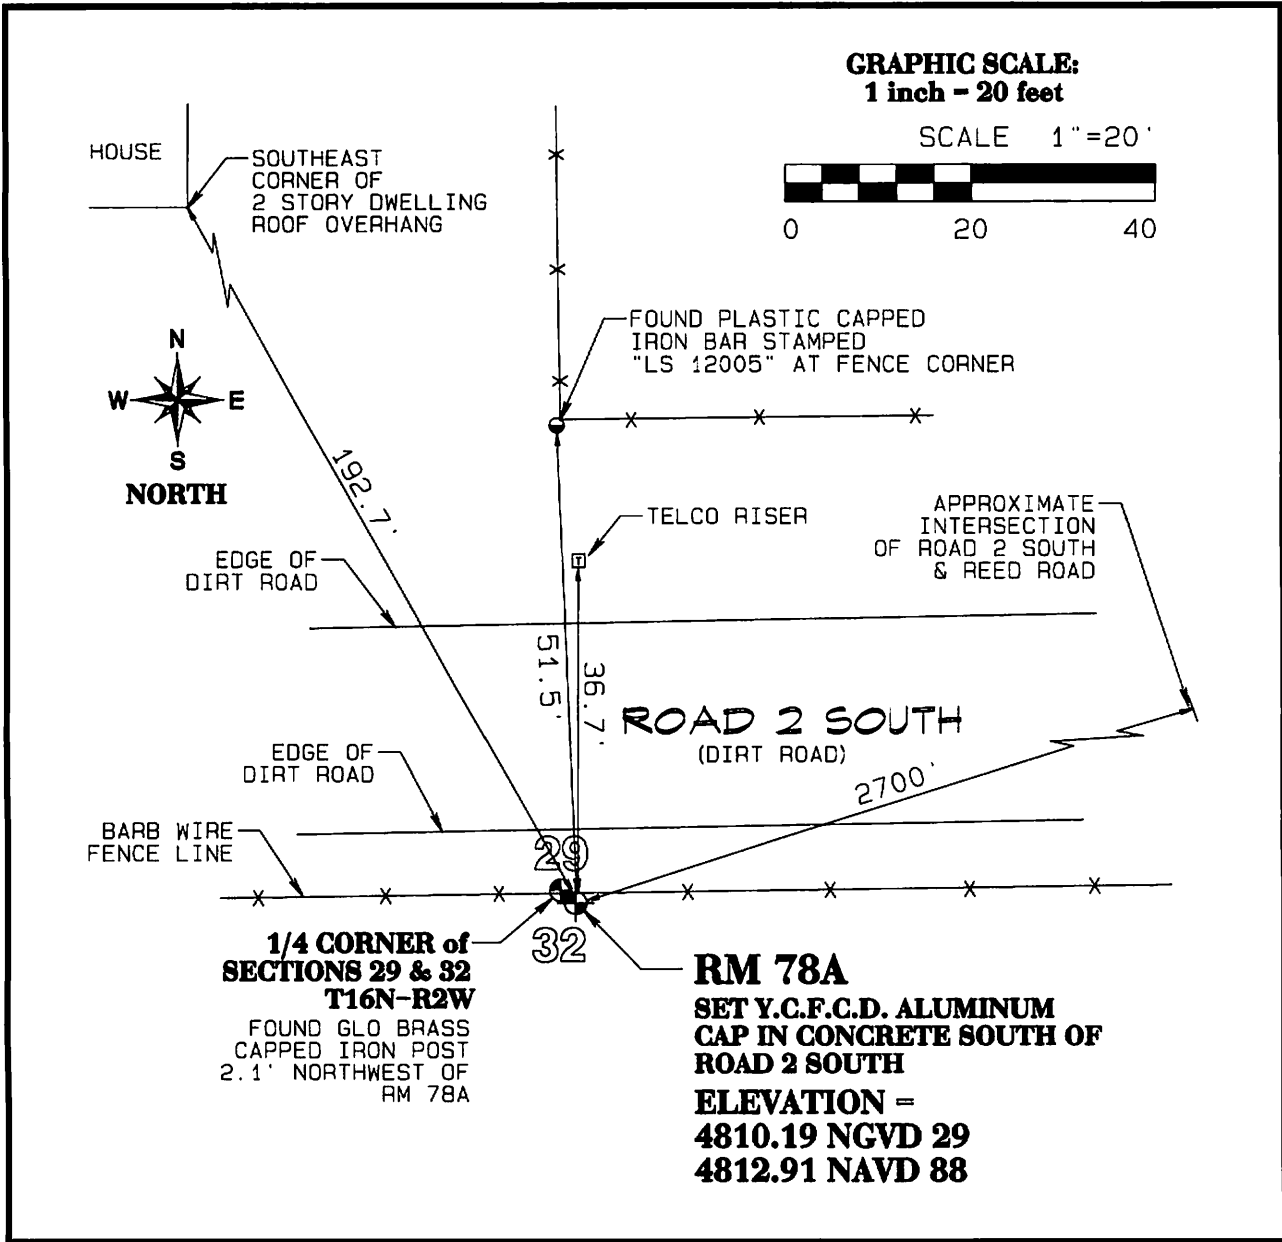 GRAPHIC SCALE:
1 inch = 20 feet
SCALE 1"=20'
0 20 40
HOUSE
SOUTHEAST
CORNER OF
2 STORY DWELLING
ROOF OVERHANG
FOUND PLASTIC CAPPED
IRON BAR STAMPED
"LS 12005" AT FENCE CORNER
N
W E
S
NORTH
192.7'
TELCO RISER
T
APPROXIMATE
INTERSECTION
OF ROAD 2 SOUTH
& REED ROAD
EDGE OF
DIRT ROAD
51.5'
36.7'
ROAD 2 SOUTH
(DIRT ROAD)
2700'
EDGE OF
DIRT ROAD
BARB WIRE
FENCE LINE
29
32
1/4 CORNER of
SECTIONS 29 & 32
T16N-R2W
FOUND GLO BRASS
CAPPED IRON POST
2.1' NORTHWEST OF
RM 78A
RM 78A
SET Y.C.F.C.D. ALUMINUM
CAP IN CONCRETE SOUTH OF
ROAD 2 SOUTH
ELEVATION =
4810.19 NGVD 29
4812.91 NAVD 88